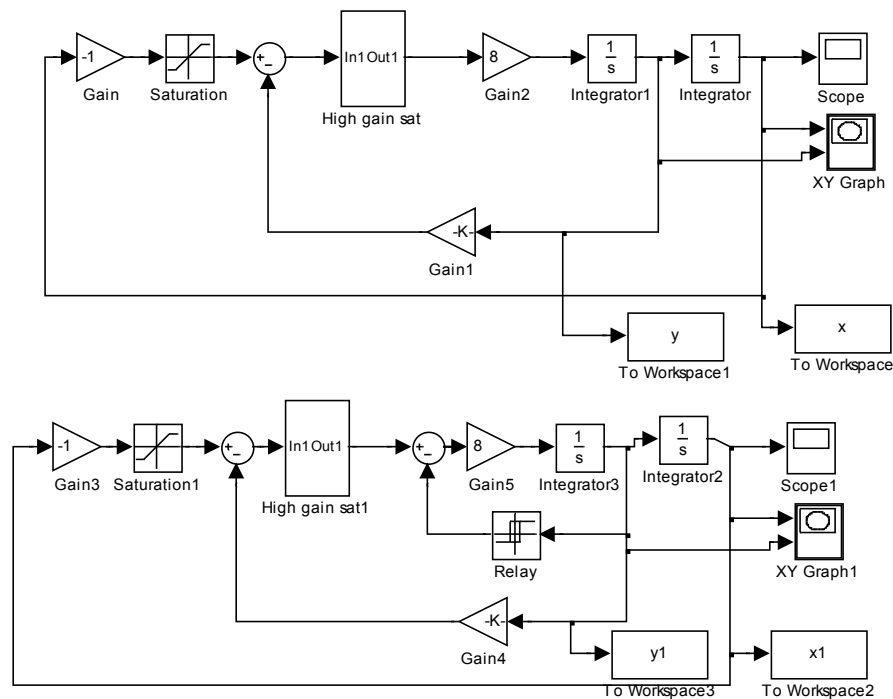 -1
Gain
Saturation
+
−
In1 Out1
High gain sat
8
Gain2
1
s
Integrator1
1
s
Integrator
Scope
XY Graph
-K-
Gain1
y
To Workspace1
x
To Workspace
-1
Gain3
Saturation1
+
−
In1 Out1
High gain sat1
+
−
8
Gain5
1
s
Integrator3
1
s
Integrator2
Scope1
Relay
XY Graph1
-K-
Gain4
y1
To Workspace3
x1
To Workspace2